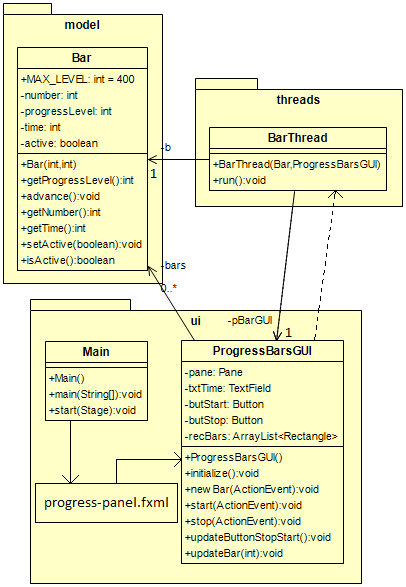 model
Bar
+MAX_LEVEL: int = 400
-number: int
-progressLevel: int
-time: int
-active: boolean
+Bar(int,int)
+getProgressLevel():int
+advance():void
+getNumber():int
+getTime():int
+setActive(boolean):void
+isActive():boolean
threads
BarThread
+BarThread(Bar,ProgressBarsGUI)
+run():void
-b
1
-bars
0..*
ui
-pBarGUI
1
Main
+Main()
+main(String[]):void
+start(Stage):void
progress-panel.fxml
ProgressBarsGUI
-pane: Pane
-txtTime: TextField
-butStart: Button
-butStop: Button
-recBars: ArrayList<Rectangle>
+ProgressBarsGUI()
+initialize():void
+newBar(ActionEvent):void
+start(ActionEvent):void
+stop(ActionEvent):void
+updateButtonStopStart():void
+updateBar(int):void